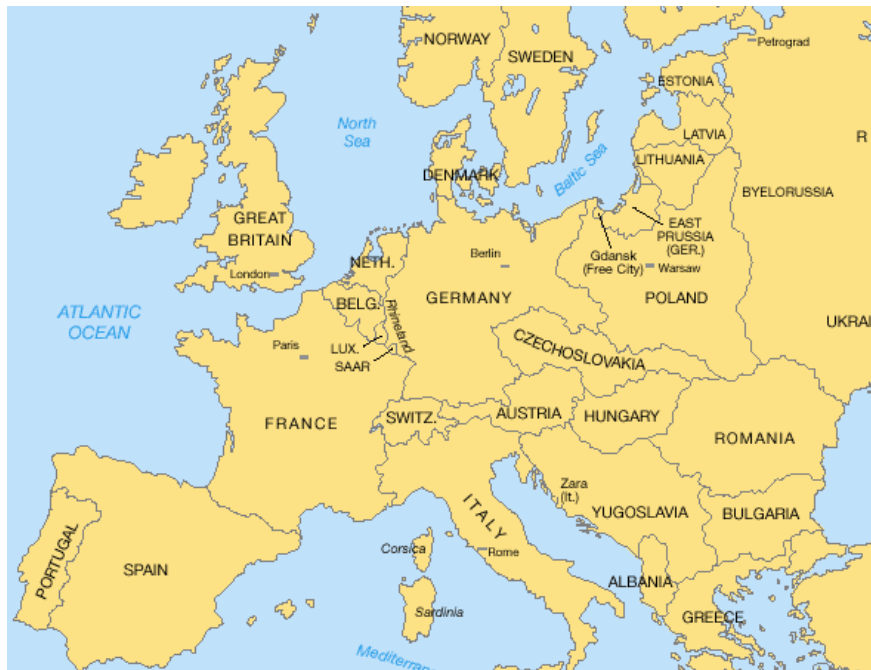 NORWAY
SWEDEN
Petrograd
ESTONIA
North
Sea
LATVIA
R
LITHUANIA
Baltic Sea
DENMARK
BYELORUSSIA
GREAT
BRITAIN
EAST
PRUSSIA
(GER.)
Gdansk
(Free City)
NETH.
Berlin
London
Warsaw
BELG.
GERMANY
POLAND
ATLANTIC
OCEAN
Rhineland
UKRAI
Paris
LUX.
SAAR
CZECHOSLOVAKIA
FRANCE
SWITZ.
AUSTRIA
HUNGARY
ROMANIA
Zara
(It.)
ITALY
YUGOSLAVIA
BULGARIA
PORTUGAL
SPAIN
Corsica
Rome
ALBANIA
Sardinia
GREECE
Mediterran